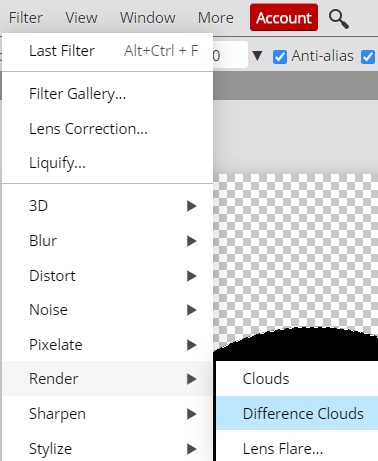 Filter View Window More Account
Last Filter Alt+Ctrl + F
0 Anti-alias
Filter Gallery...
Lens Correction...
Liquify...
3D
Blur
Distort
Noise
Pixelate
Render
Clouds
Sharpen
Difference Clouds
Stylize
Lens Flare...